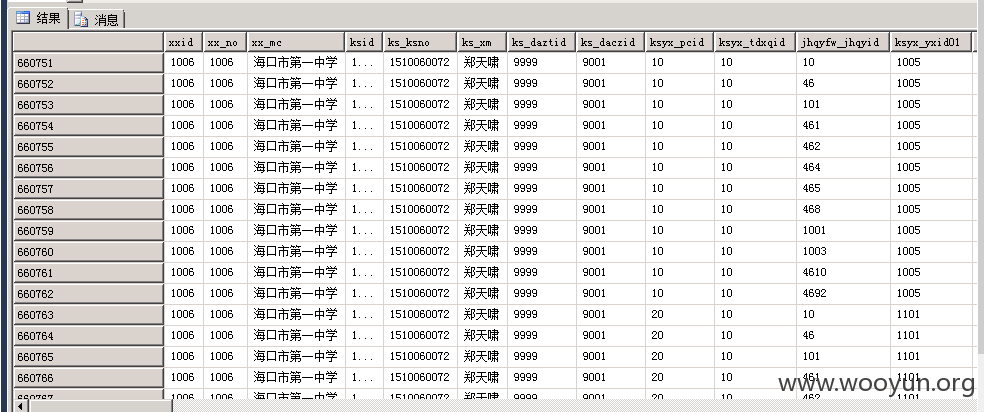 结果 消息
xxid xx_no xx_mc ksid ks_ksno ks_xm ks_daztid ks_daczid ksyx_pcid ksyx_tdxqid jhqyfw_jhqyid ksyx_yxid01
660751 1006 1006 海口市第一中学 1... 1510060072 郑天啸 9999 9001 10 10 10 1005
660752 1006 1006 海口市第一中学 1... 1510060072 郑天啸 9999 9001 10 10 46 1005
660753 1006 1006 海口市第一中学 1... 1510060072 郑天啸 9999 9001 10 10 101 1005
660754 1006 1006 海口市第一中学 1... 1510060072 郑天啸 9999 9001 10 10 461 1005
660755 1006 1006 海口市第一中学 1... 1510060072 郑天啸 9999 9001 10 10 462 1005
660756 1006 1006 海口市第一中学 1... 1510060072 郑天啸 9999 9001 10 10 464 1005
660757 1006 1006 海口市第一中学 1... 1510060072 郑天啸 9999 9001 10 10 465 1005
660758 1006 1006 海口市第一中学 1... 1510060072 郑天啸 9999 9001 10 10 468 1005
660759 1006 1006 海口市第一中学 1... 1510060072 郑天啸 9999 9001 10 10 1001 1005
660760 1006 1006 海口市第一中学 1... 1510060072 郑天啸 9999 9001 10 10 1003 1005
660761 1006 1006 海口市第一中学 1... 1510060072 郑天啸 9999 9001 10 10 4610 1005
660762 1006 1006 海口市第一中学 1... 1510060072 郑天啸 9999 9001 10 10 4692 1005
660763 1006 1006 海口市第一中学 1... 1510060072 郑天啸 9999 9001 20 10 10 1101
660764 1006 1006 海口市第一中学 1... 1510060072 郑天啸 9999 9001 20 10 46 1101
660765 1006 1006 海口市第一中学 1... 1510060072 郑天啸 9999 9001 20 10 101 1101
660766 1006 1006 海口市第一中学 1... 1510060072 郑天啸 9999 9001 20 10 461 1101
660767 1006 1006 海口市第一中学 1... 1510060072 郑天啸 9999 9001 20 10 462 1101
www.wooyun.org